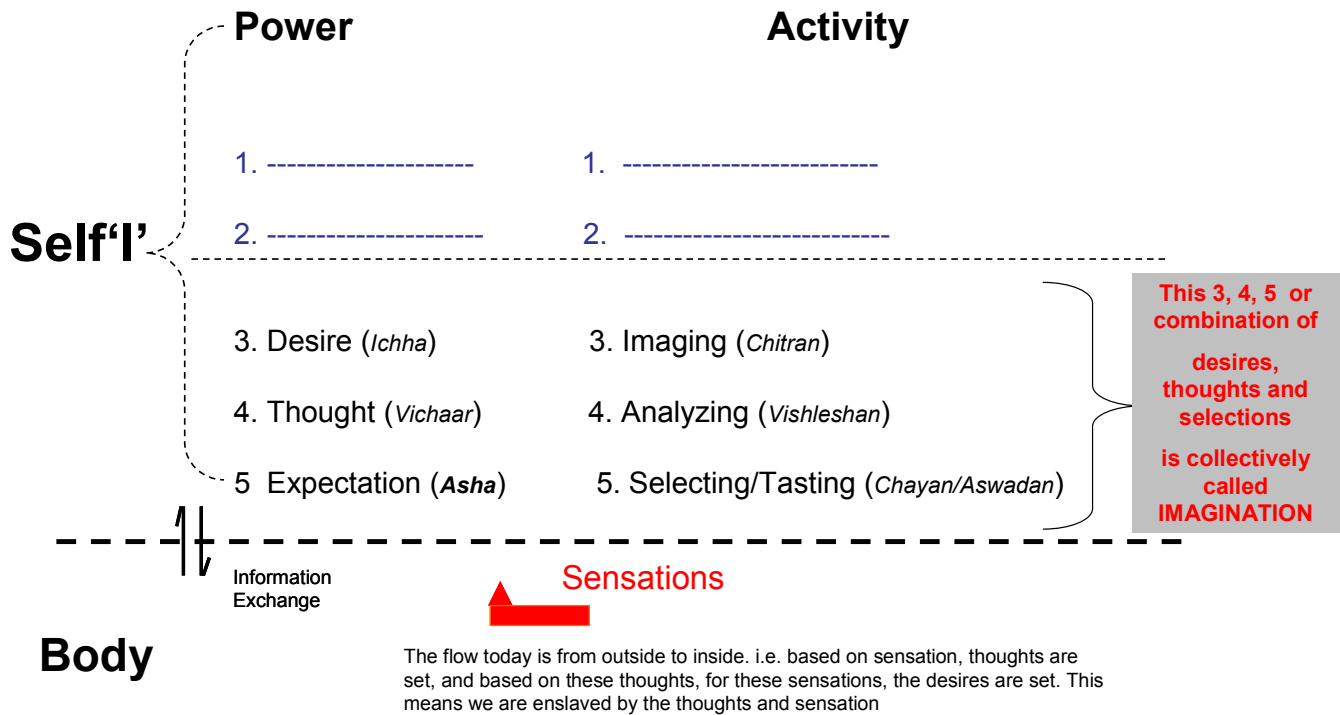 Power Activity
1. ------------------- 1. -----------------------
2. -------------------- 2. ------------------------
Self‘I’
3. Desire (Ichha) 3. Imaging (Chitran)
4. Thought (Vichaar) 4. Analyzing (Vishleshan)
5 Expectation (Asha) 5. Selecting/Tasting (Chayan/Aswadan)
This 3, 4, 5 or
combination of
desires,
thoughts and
selections
is collectively
called
IMAGINATION
Information
Exchange
Sensations
Body
The flow today is from outside to inside. i.e. based on sensation, thoughts are
set, and based on these thoughts, for these sensations, the desires are set. This
means we are enslaved by the thoughts and sensation